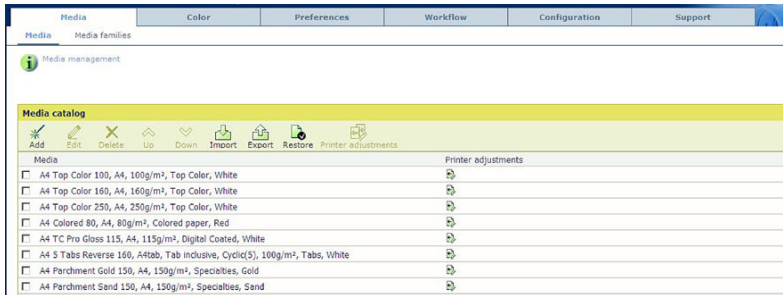 Media Color Preferences Workflow Configuration Support
Media Media families
Media management
Media catalog
Add Edit Delete Up Down Import Export Restore Printer adjustments
Media Printer adjustments
A4 Top Color 100, A4, 100g/m², Top Color, White
A4 Top Color 160, A4, 160g/m², Top Color, White
A4 Top Color 250, A4, 250g/m², Top Color, White
A4 Colored 80, A4, 80g/m², Colored paper, Red
A4 TC Pro Gloss 115, A4, 115g/m², Digital Coated, White
A4 5 Tabs Reverse 160, A4tab, Tab inclusive, Cyclic(5), 100g/m², Tabs, White
A4 Parchment Gold 150, A4, 150g/m², Specialties, Gold
A4 Parchment Sand 150, A4, 150g/m², Specialties, Sand